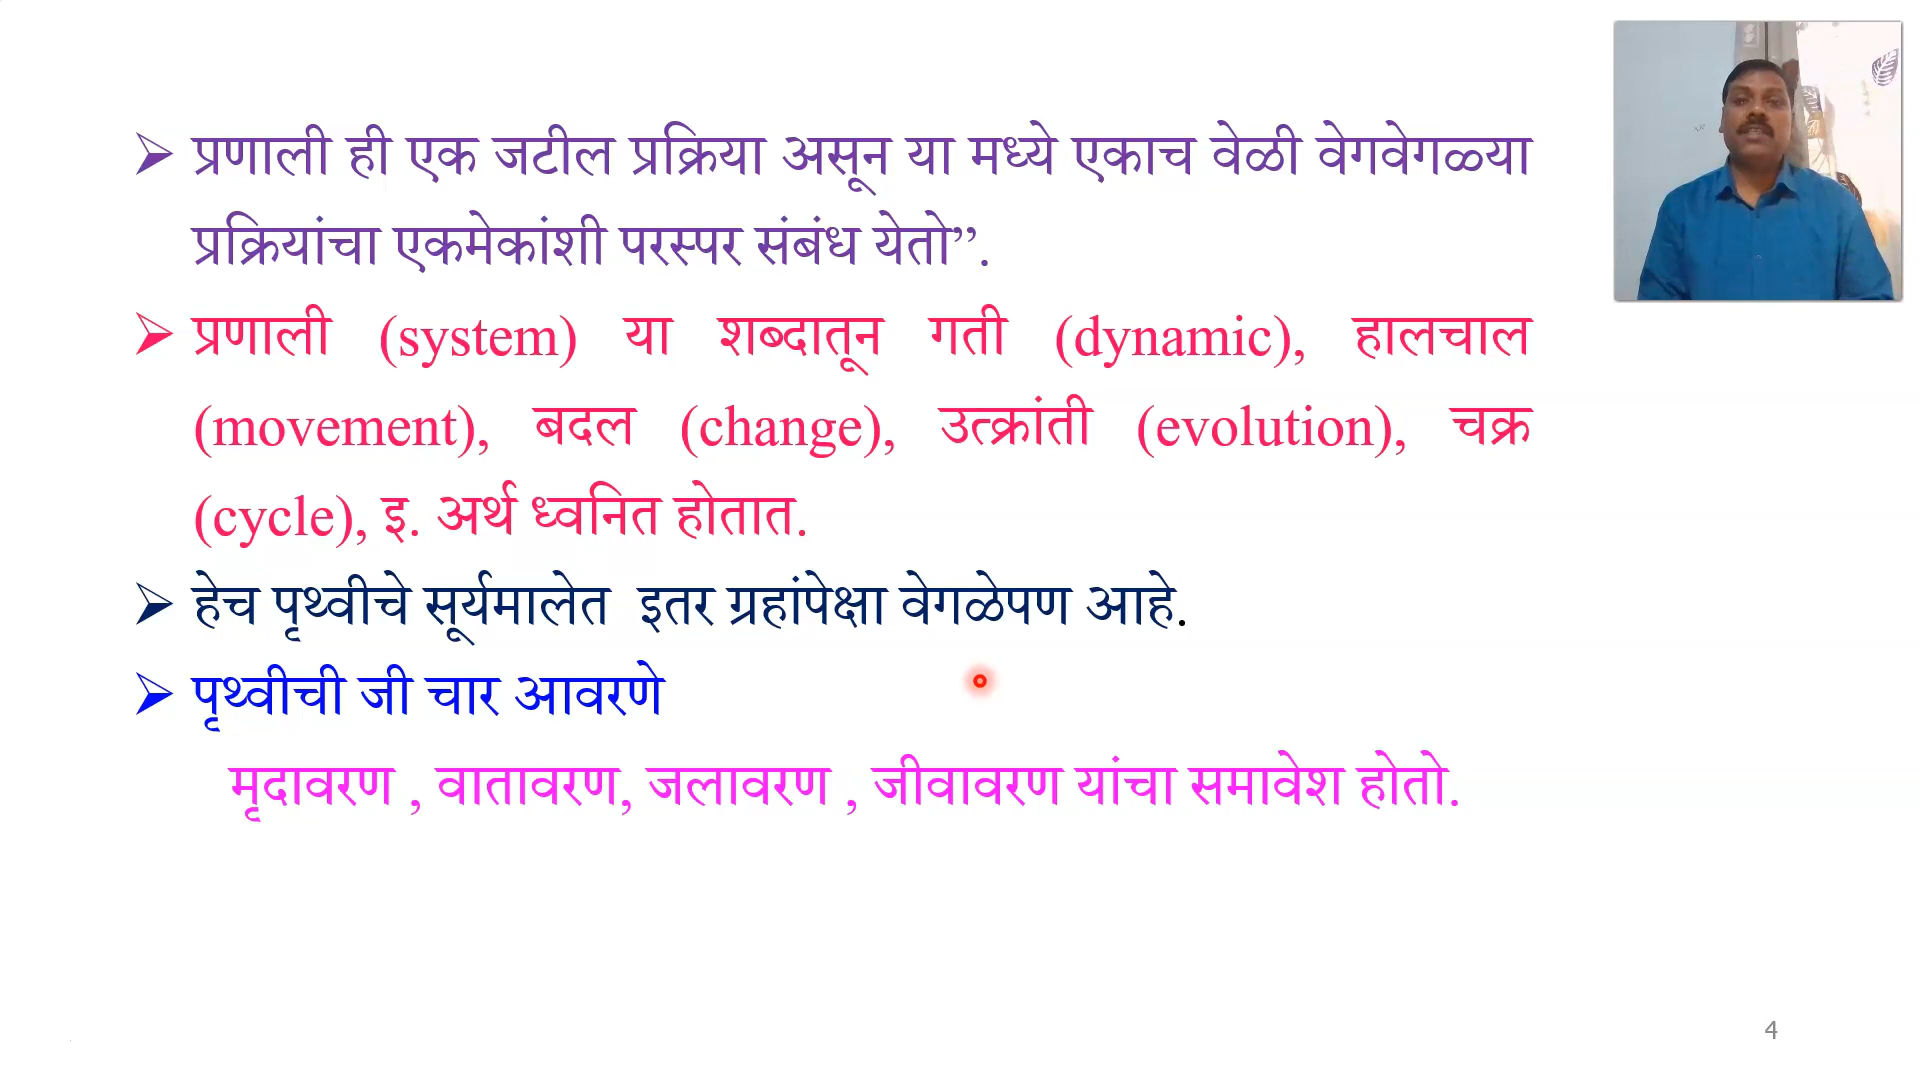 ➢ प्रणाली ही एक जटील प्रक्रिया असून या मध्ये एकाच वेळी वेगवेगळ्या
प्रक्रियांचा एकमेकांशी परस्पर संबंध येतो”.
➢ प्रणाली (system) या शब्दातून गती (dynamic), हालचाल
(movement), बदल (change), उत्क्रांती (evolution), चक्र
(cycle), इ. अर्थ ध्वनित होतात.
➢ हेच पृथ्वीचे सूर्यमालेत इतर ग्रहांपेक्षा वेगळेपण आहे.
➢ पृथ्वीची जी चार आवरणे
मृदावरण , वातावरण, जलावरण , जीवावरण यांचा समावेश होतो.
4